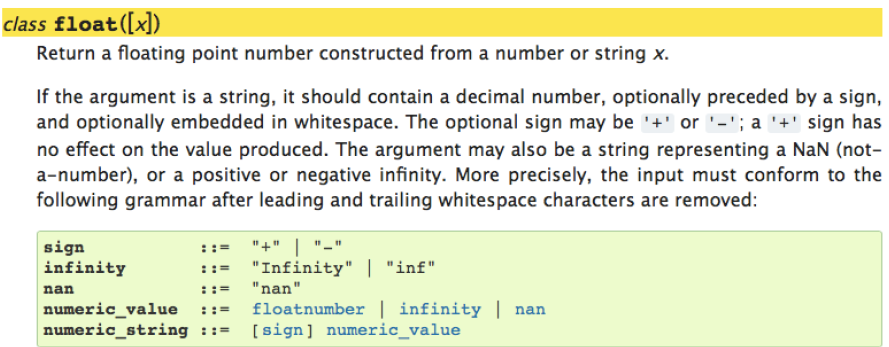 class float([x])
Return a floating point number constructed from a number or string x.
If the argument is a string, it should contain a decimal number, optionally preceded by a sign,
and optionally embedded in whitespace. The optional sign may be '+' or '-'; a '+' sign has
no effect on the value produced. The argument may also be a string representing a NaN (not-
a-number), or a positive or negative infinity. More precisely, the input must conform to the
following grammar after leading and trailing whitespace characters are removed:
sign ::= "+" | "-"
infinity ::= "Infinity" | "inf"
nan ::= "nan"
numeric_value ::= floatnumber | infinity | nan
numeric_string ::= [sign] numeric_value